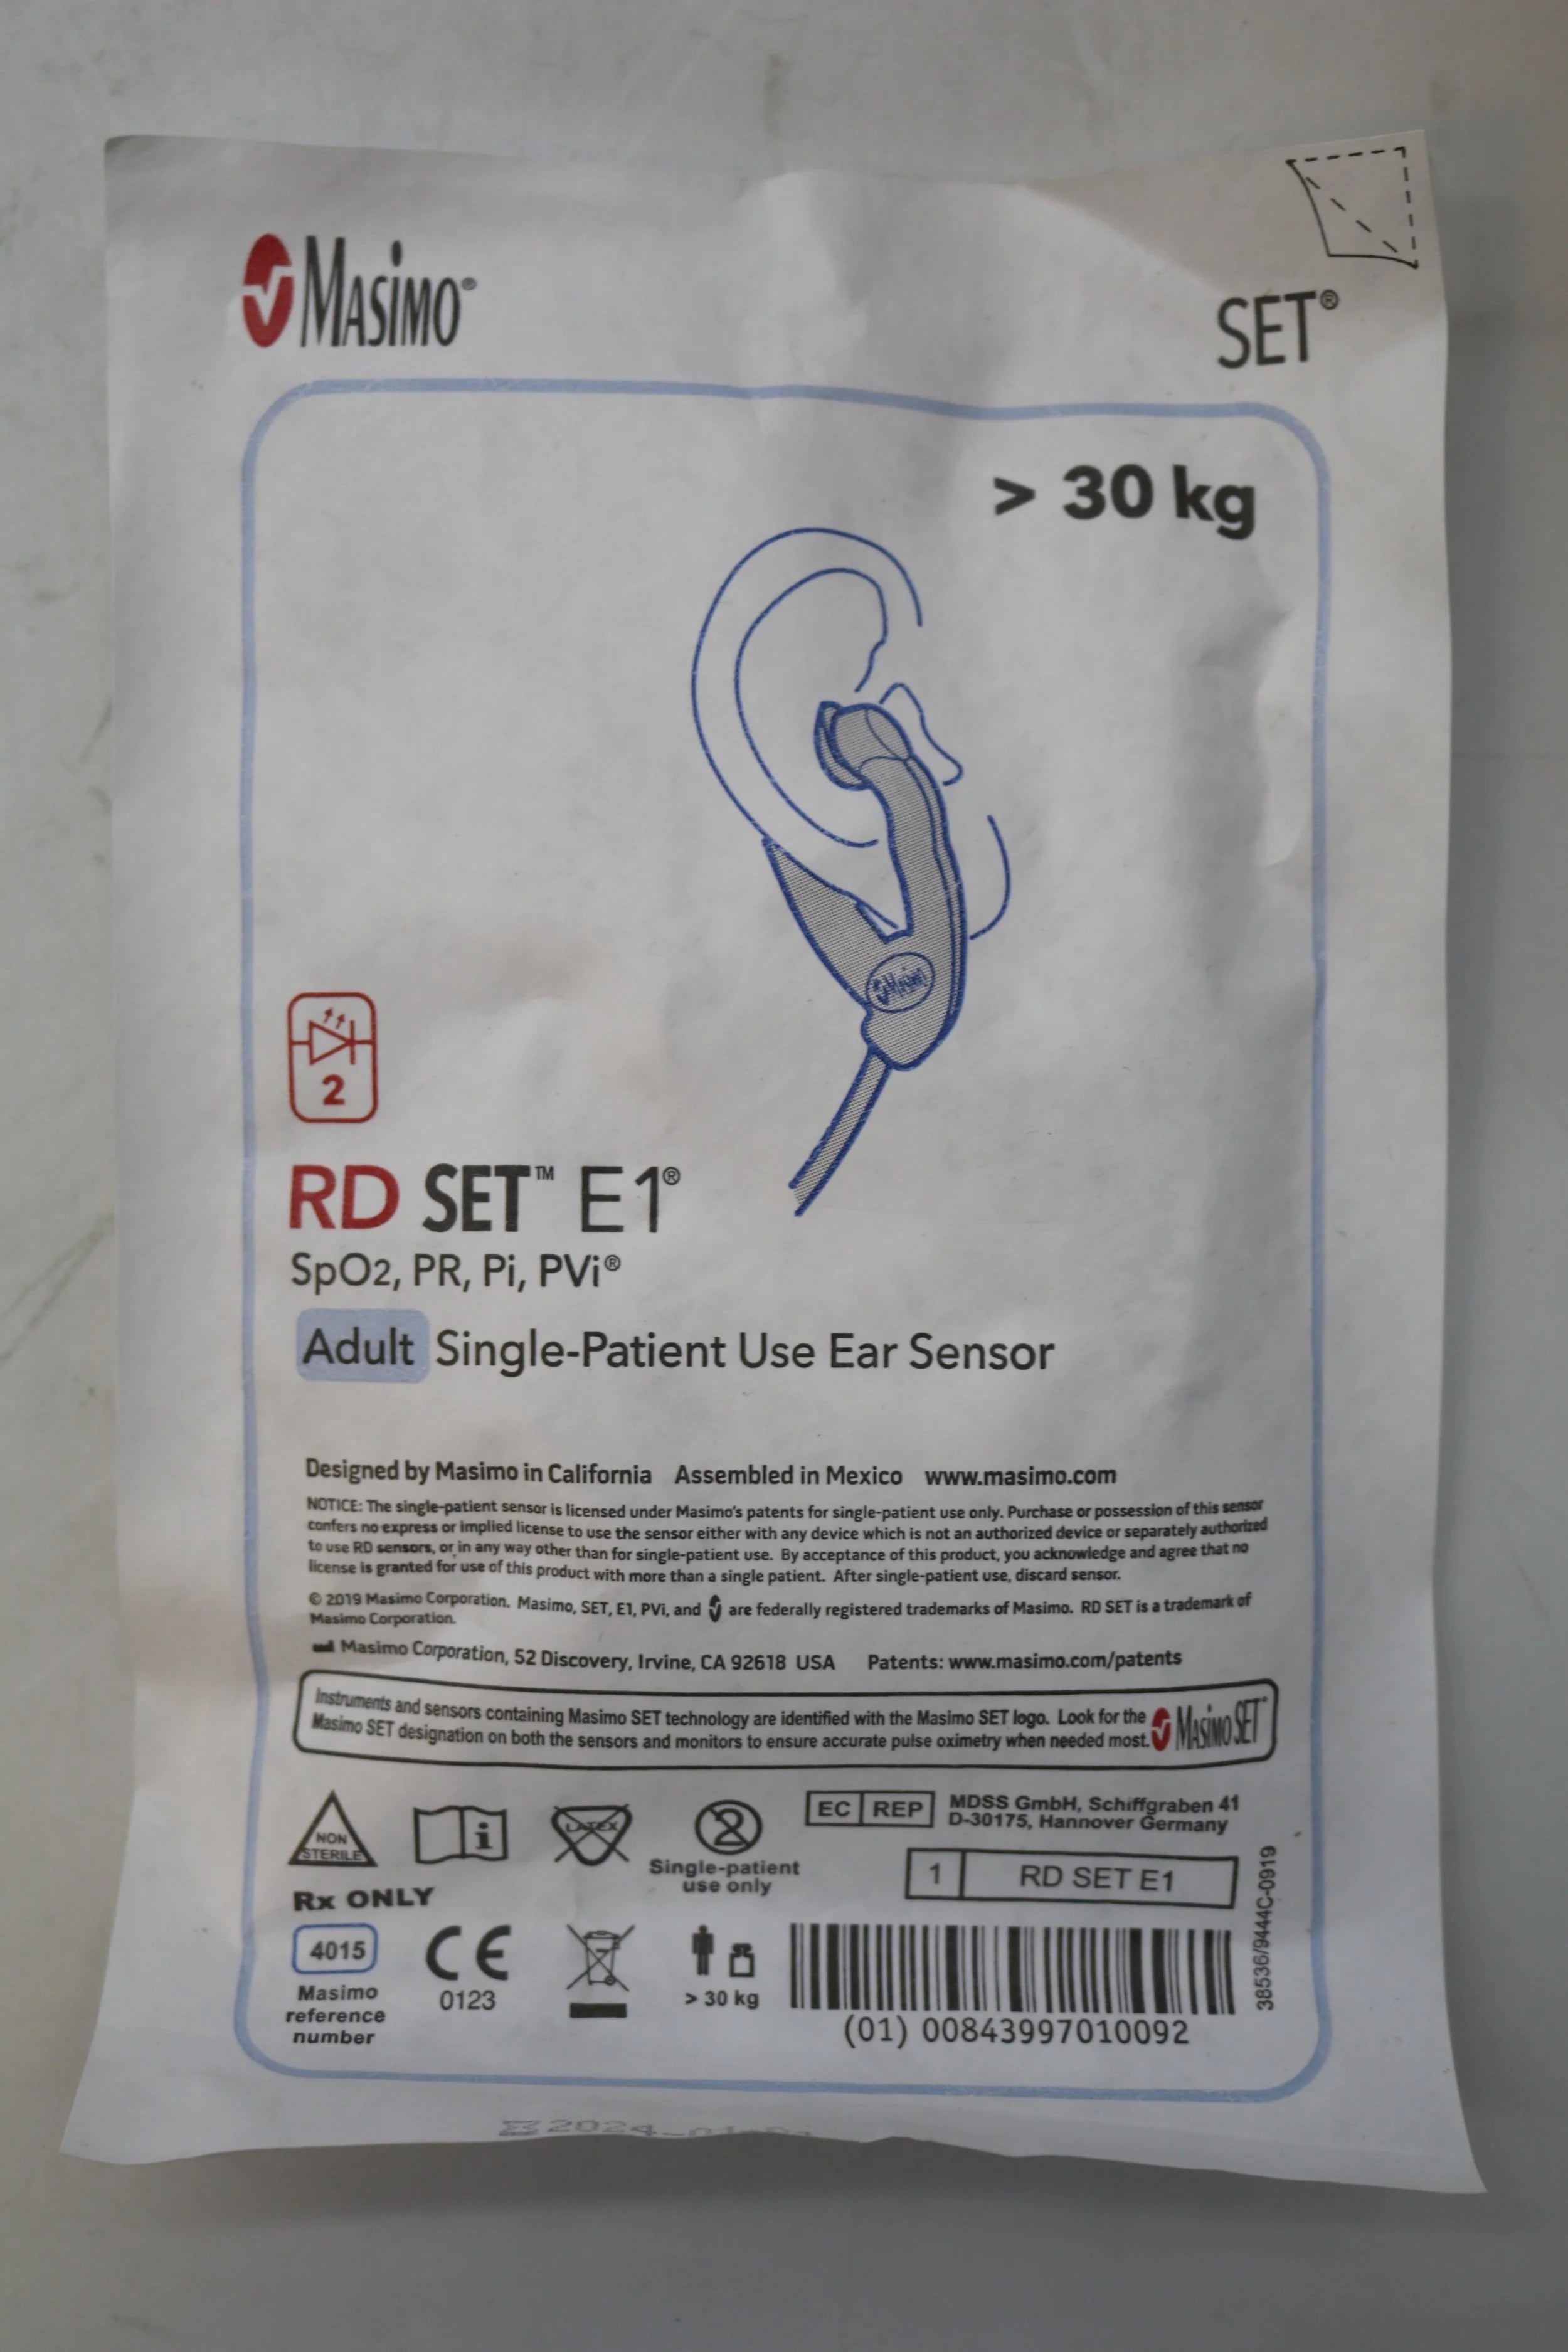 MASIMO®
SET®
> 30 kg
Masimo
2
RD SET™ E1®
SpO2, PR, Pi, PVi®
Adult Single-Patient Use Ear Sensor
Designed by Masimo in California Assembled in Mexico www.masimo.com
NOTICE: The single-patient sensor is licensed under Masimo's patents for single-patient use only. Purchase or possession of this sensor
confers no express or implied license to use the sensor either with any device which is not an authorized device or separately authorized
to use RD sensors, or in any way other than for single-patient use. By acceptance of this product, you acknowledge and agree that no
license is granted for use of this product with more than a single patient. After single-patient use, discard sensor.
© 2019 Masimo Corporation. Masimo, SET, E1, PVi, and are federally registered trademarks of Masimo. RD SET is a trademark of
Masimo Corporation.
Masimo Corporation, 52 Discovery, Irvine, CA 92618 USA Patents: www.masimo.com/patents
Instruments and sensors containing Masimo SET technology are identified with the Masimo SET logo. Look for the
Masimo SET designation on both the sensors and monitors to ensure accurate pulse oximetry when needed most.
MASIMO SET
NON
STERILE
i
LATEX
2
Single-patient
use only
EC REP
MDSS GmbH, Schiffgraben 41
D-30175, Hannover Germany
1 RD SET E1
Rx ONLY
4015
Masimo
reference
number
CE
0123
> 30 kg
(01) 00843997010092
38536/9444C-0919
2024-01